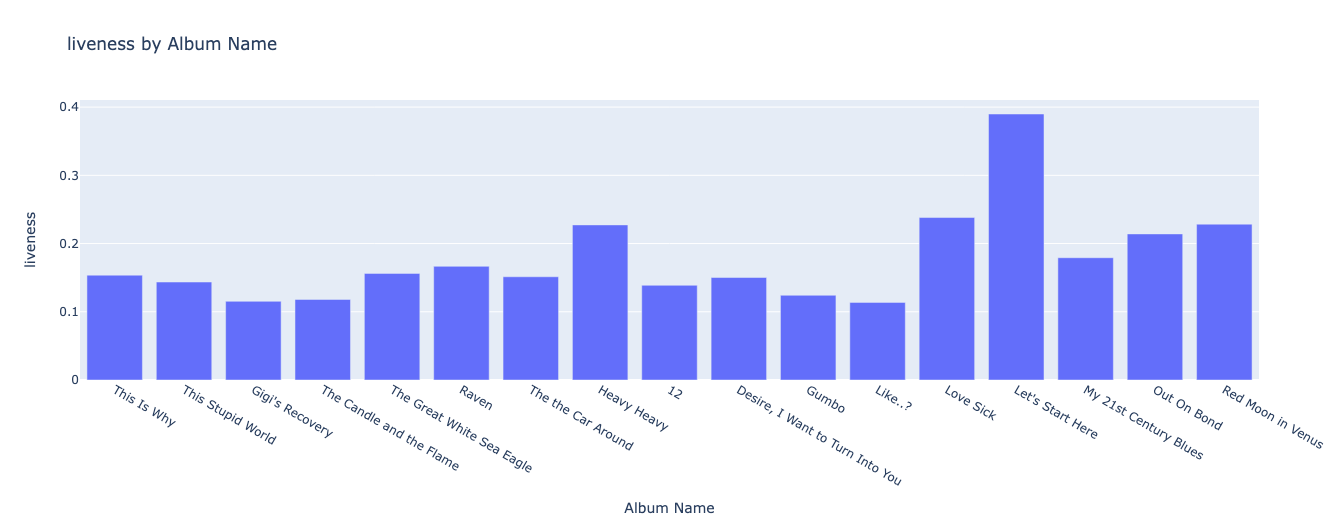 liveness by Album Name
liveness
0.4
0.3
0.2
0.1
0
This Is Why
This Stupid World
Gigi's Recovery
The Candle and the Flame
The Great White Sea Eagle
Raven
The the Car Around
Heavy Heavy
12
Desire, I Want to Turn Into You
Gumbo
Like..?
Love Sick
Let's Start Here
My 21st Century Blues
Out On Bond
Red Moon in Venus
Album Name